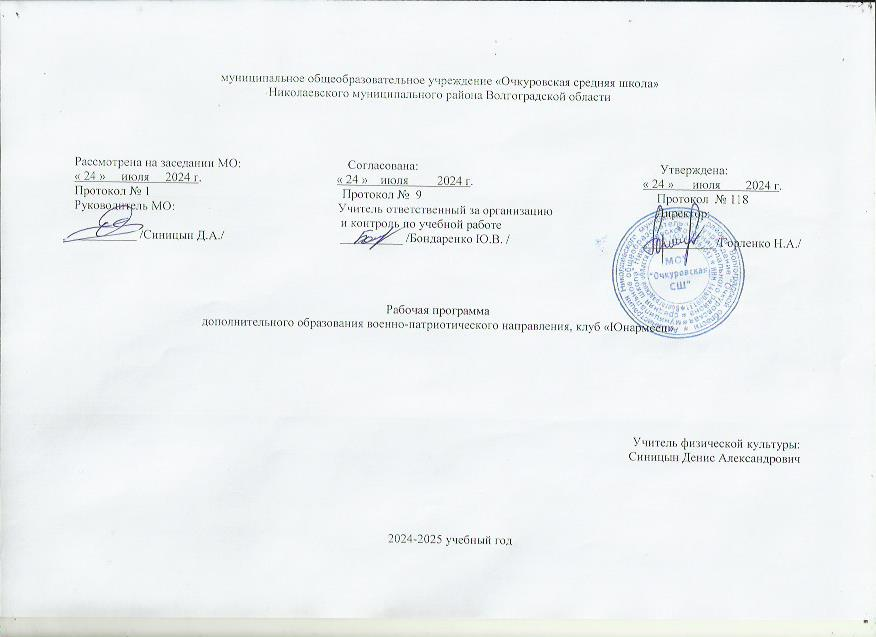 муниципальное общеобразовательное учреждение «Очкуровская средняя школа»
Николаевского муниципального района Волгоградской области
Рассмотрена на заседании МО:
« 24 » июля 2024 г.
Протокол № 1
Руководитель МО:
/Синицын Д.А./
Согласована:
« 24 » июля 2024 г.
Протокол № 9
Учитель ответственный за организацию
и контроль по учебной работе
/Бондаренко Ю.В. /
Утверждена:
« 24 » июля 2024 г.
Протокол № 118
Директор:
/Горленко Н.А./
МОУ
"Очкуровская
СШ"
Рабочая программа
дополнительного образования военно-патриотического направления, клуб «Юнармеец»
Учитель физической культуры:
Синицын Денис Александрович
2024-2025 учебный год